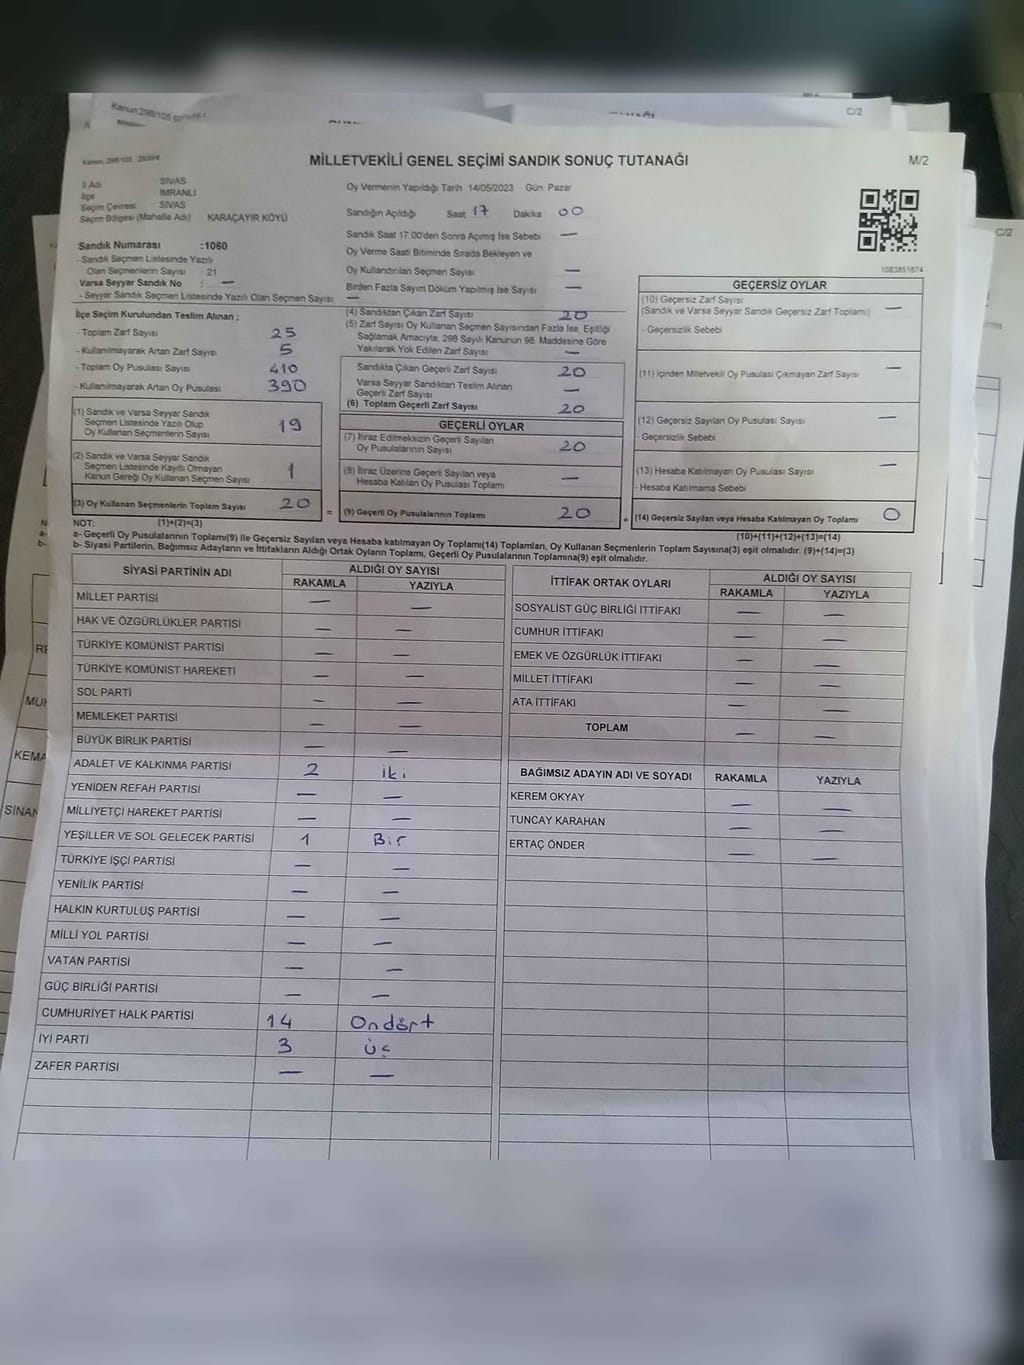 Kanun, 298/105
C/2
MİLLETVEKİLİ GENEL SEÇİMİ SANDIK SONUÇ TUTANAĞI
M/2
İl Adı SİVAS
İlçe İMRANLI
Seçim Çevresi SİVAS
Seçim Bölgesi (Mahalle Adı) KARAÇAYIR KÖYÜ
Oy Vermenin Yapıldığı Tarih 14/05/2023 Gün Pazar
Sandığın Açıldığı Saat 17 Dakika 00
Sandık Saat 17:00'den Sonra Açımış İse Sebebi —
Oy Verme Saati Bitiminde Sırada Bekleyen ve
Oy Kullandırılan Seçmen Sayısı —
Birden Fazla Sayım Döküm Yapılmış İse Sayısı —
1083851674
C/2
Sandık Numarası :1060
- Sandık Seçmen Listesinde Yazılı
Olan Seçmenlerin Sayısı 21
Varsa Seyyar Sandık No : —
- Seyyar Sandık Seçmen Listesinde Yazılı Olan Seçmen Sayısı: —
İlçe Seçim Kurulundan Teslim Alınan ;
- Toplam Zarf Sayısı 25
- Kullanılmayarak Artan Zarf Sayısı 5
- Toplam Oy Pusulası Sayısı 410
- Kullanılmayarak Artan Oy Pusulası 390
(1) Sandık ve Varsa Seyyar Sandık
Seçmen Listesinde Yazılı Olup
Oy Kullanan Seçmenlerin Sayısı 19
(2) Sandık ve Varsa Seyyar Sandık
Seçmen Listesinde Kayıtlı Olmayan
Kanun Gereği Oy Kullanan Seçmen Sayısı 1
(3) Oy Kullanan Seçmenlerin Toplam Sayısı 20
(4) Sandıktan Çıkan Zarf Sayısı 20
(5) Zarf Sayısı Oy Kullanan Seçmen Sayısından Fazla İse, Eşitliği
Sağlamak Amacıyla, 298 Sayılı Kanunun 98. Maddesine Göre
Yakılarak Yok Edilen Zarf Sayısı —
Sandıkta Çıkan Geçerli Zarf Sayısı 20
Varsa Seyyar Sandıktan Teslim Alınan
Geçerli Zarf Sayısı —
(6) Toplam Geçerli Zarf Sayısı 20
GEÇERLİ OYLAR
(7) İtiraz Edilmeksizin Geçerli Sayılan
Oy Pusulalarının Sayısı 20
(8) İtiraz Üzerine Geçerli Sayılan veya
Hesaba Katılan Oy Pusulası Toplamı —
= (9) Geçerli Oy Pusulalarının Toplamı 20
GEÇERSİZ OYLAR
(10) Geçersiz Zarf Sayısı
(Sandık ve Varsa Seyyar Sandık Geçersiz Zarf Toplamı) —
- Geçersizlik Sebebi
(11) İçinden Milletvekili Oy Pusulası Çıkmayan Zarf Sayısı —
(12) Geçersiz Sayılan Oy Pusulası Sayısı —
- Geçersizlik Sebebi
(13) Hesaba Katılmayan Oy Pusulası Sayısı —
- Hesaba Katılmama Sebebi
+ (14) Geçersiz Sayılan veya Hesaba Katılmayan Oy Toplamı 0
NOT: (1)+(2)=(3)
(10)+(11)+(12)+(13)=(14)
a- Geçerli Oy Pusulalarının Toplamı(9) ile Geçersiz Sayılan veya Hesaba katılmayan Oy Toplamı(14) Toplamları, Oy Kullanan Seçmenlerin Toplam Sayısına(3) eşit olmalıdır. (9)+(14)=(3)
b- Siyasi Partilerin, Bağımsız Adayların ve İttifakların Aldığı Ortak Oyların Toplamı, Geçerli Oy Pusulalarının Toplamına(9) eşit olmalıdır.
SİYASİ PARTİNİN ADI ALDIĞI OY SAYISI
RAKAMLA YAZIYLA
MİLLET PARTİSİ — —
HAK VE ÖZGÜRLÜKLER PARTİSİ — —
TÜRKİYE KOMÜNİST PARTİSİ — —
TÜRKİYE KOMÜNİST HAREKETİ — —
SOL PARTİ — —
MEMLEKET PARTİSİ — —
BÜYÜK BİRLİK PARTİSİ — —
ADALET VE KALKINMA PARTİSİ 2 iki
YENİDEN REFAH PARTİSİ — —
MİLLİYETÇİ HAREKET PARTİSİ — —
YEŞİLLER VE SOL GELECEK PARTİSİ 1 Bir
TÜRKİYE İŞÇİ PARTİSİ — —
YENİLİK PARTİSİ — —
HALKIN KURTULUŞ PARTİSİ — —
MİLLİ YOL PARTİSİ — —
VATAN PARTİSİ — —
GÜÇ BİRLİĞİ PARTİSİ — —
CUMHURİYET HALK PARTİSİ 14 Ondört
İYİ PARTİ 3 üç
ZAFER PARTİSİ — —
İTTİFAK ORTAK OYLARI ALDIĞI OY SAYISI
RAKAMLA YAZIYLA
SOSYALİST GÜÇ BİRLİĞİ İTTİFAKI — —
CUMHUR İTTİFAKI — —
EMEK VE ÖZGÜRLÜK İTTİFAKI — —
MİLLET İTTİFAKI — —
ATA İTTİFAKI — —
TOPLAM — —
BAĞIMSIZ ADAYIN ADI VE SOYADI RAKAMLA YAZIYLA
KEREM OKYAY — —
TUNCAY KARAHAN — —
ERTAÇ ÖNDER — —
MUH
KEMA
SİNAN